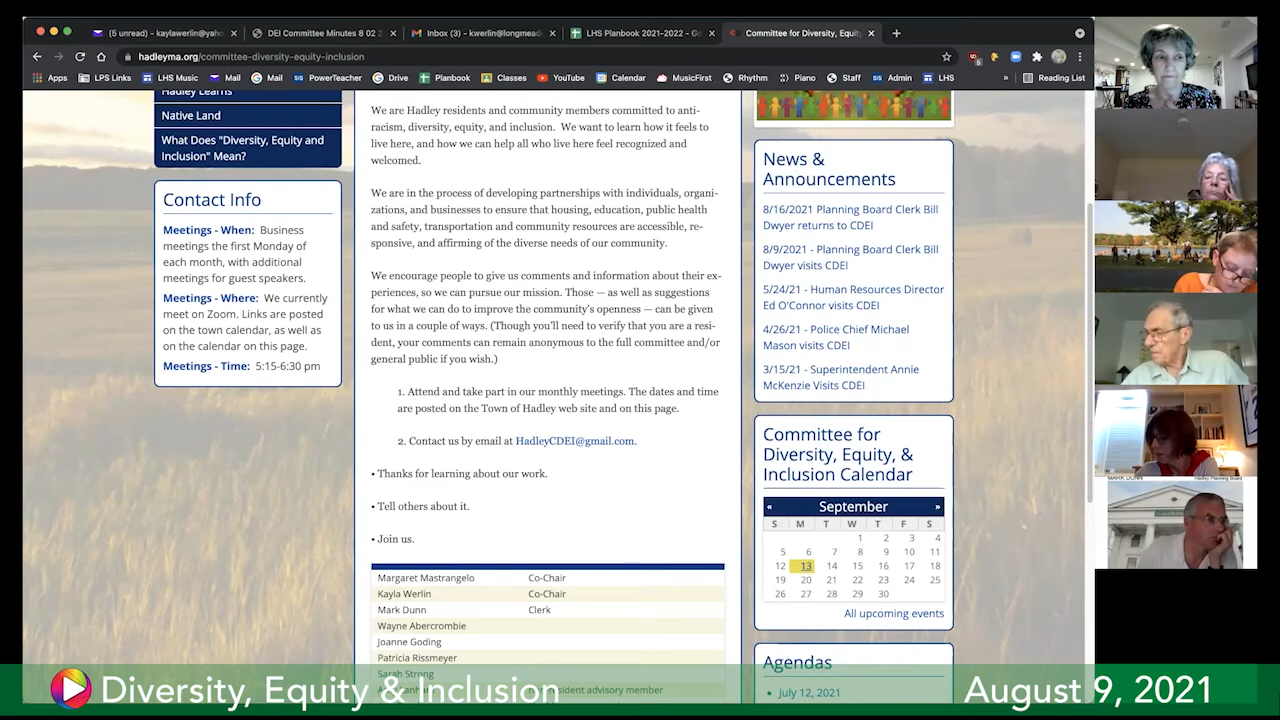 (5 unread) - kaylawerlin@yaho
DEI Committee Minutes 8 02 2
Inbox (3) - kwerlin@longmead
LHS Planbook 2021-2022 - Go
Committee for Diversity, Equity
hadleyma.org/committee-diversity-equity-inclusion
Apps
LPS Links
LHS Music
Mail
Mail
PowerTeacher
Drive
Planbook
Classes
YouTube
Calendar
MusicFirst
Rhythm
Piano
Staff
Admin
LHS
»
Reading List
Hadley Learns
Native Land
What Does "Diversity, Equity and
Inclusion" Mean?
Contact Info
Meetings - When: Business
meetings the first Monday of
each month, with additional
meetings for guest speakers.
Meetings - Where: We currently
meet on Zoom. Links are posted
on the town calendar, as well as
on the calendar on this page.
Meetings - Time: 5:15-6:30 pm
We are Hadley residents and community members committed to anti-
racism, diversity, equity, and inclusion. We want to learn how it feels to
live here, and how we can help all who live here feel recognized and
welcomed.
We are in the process of developing partnerships with individuals, organi-
zations, and businesses to ensure that housing, education, public health
and safety, transportation and community resources are accessible, re-
sponsive, and affirming of the diverse needs of our community.
We encourage people to give us comments and information about their ex-
periences, so we can pursue our mission. Those — as well as suggestions
for what we can do to improve the community's openness — can be given
to us in a couple of ways. (Though you'll need to verify that you are a resi-
dent, your comments can remain anonymous to the full committee and/or
general public if you wish.)
1. Attend and take part in our monthly meetings. The dates and time
are posted on the Town of Hadley web site and on this page.
2. Contact us by email at HadleyCDEI@gmail.com.
• Thanks for learning about our work.
• Tell others about it.
• Join us.
Margaret Mastrangelo Co-Chair
Kayla Werlin Co-Chair
Mark Dunn Clerk
Wayne Abercrombie
Joanne Goding
Patricia Rissmeyer
Sarah Strong
resident advisory member
News &
Announcements
8/16/2021 Planning Board Clerk Bill
Dwyer returns to CDEI
8/9/2021 - Planning Board Clerk Bill
Dwyer visits CDEI
5/24/21 - Human Resources Director
Ed O'Connor visits CDEI
4/26/21 - Police Chief Michael
Mason visits CDEI
3/15/21 - Superintendent Annie
McKenzie Visits CDEI
Committee for
Diversity, Equity, &
Inclusion Calendar
« September »
S M T W T F S
1 2 3 4
5 6 7 8 9 10 11
12 13 14 15 16 17 18
19 20 21 22 23 24 25
26 27 28 29 30
All upcoming events
Agendas
• July 12, 2021
MARK DUNN
Hadley Planning Board
Diversity, Equity & Inclusion
August 9, 2021